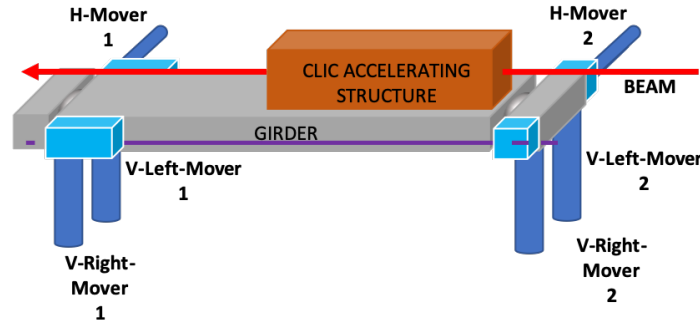 H-Mover
1
H-Mover
2
CLIC ACCELERATING
STRUCTURE
BEAM
GIRDER
V-Left-Mover
1
V-Left-Mover
2
V-Right-
Mover
1
V-Right-
Mover
2